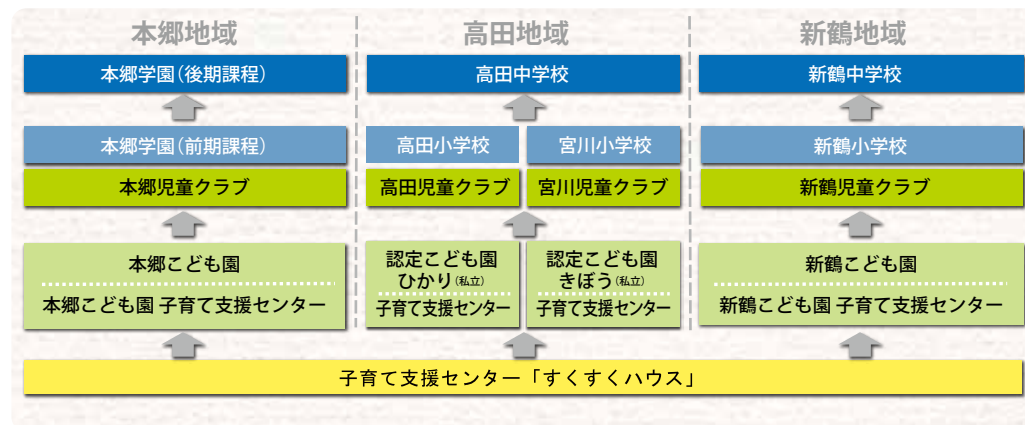 本郷地域
高田地域
新鶴地域
本郷学園(後期課程)
高田中学校
新鶴中学校
本郷学園(前期課程)
高田小学校
宮川小学校
新鶴小学校
本郷児童クラブ
高田児童クラブ
宮川児童クラブ
新鶴児童クラブ
本郷こども園
本郷こども園 子育て支援センター
認定こども園
ひかり(私立)
子育て支援センター
認定こども園
きぼう(私立)
子育て支援センター
新鶴こども園
新鶴こども園 子育て支援センター
子育て支援センター「すくすくハウス」